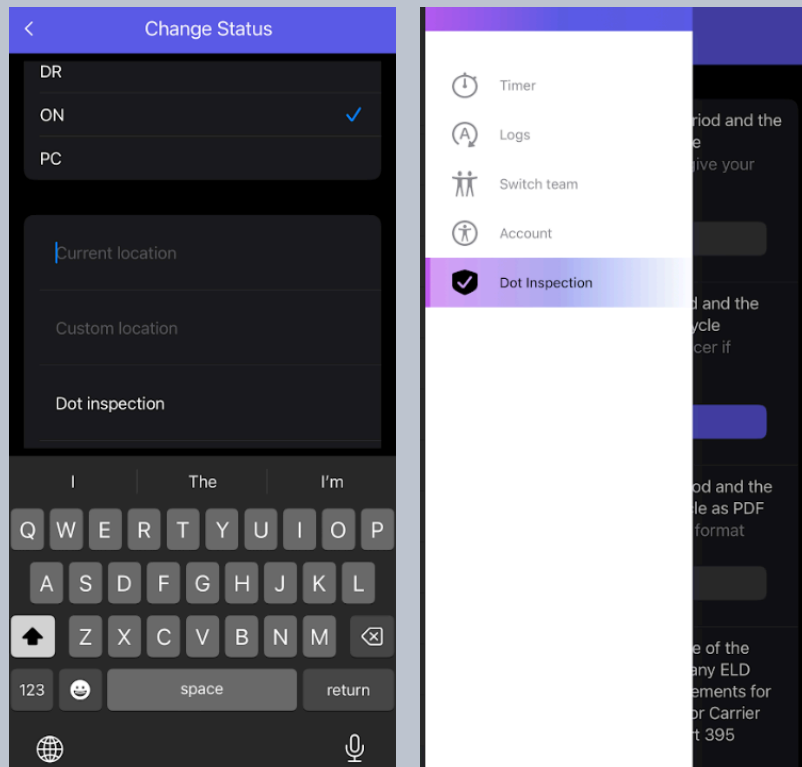 Change Status
DR
ON
PC
Current location
Custom location
Dot inspection
I The I'm
Q W E R T Y U I O P
A S D F G H J K L
Z X C V B N M
123 space return
Timer
Logs
Switch team
Account
Dot Inspection
riod and the
e
give your
d and the
ycle
cer if
od and the
le as PDF
format
e of the
any ELD
ements for
or Carrier
rt 395